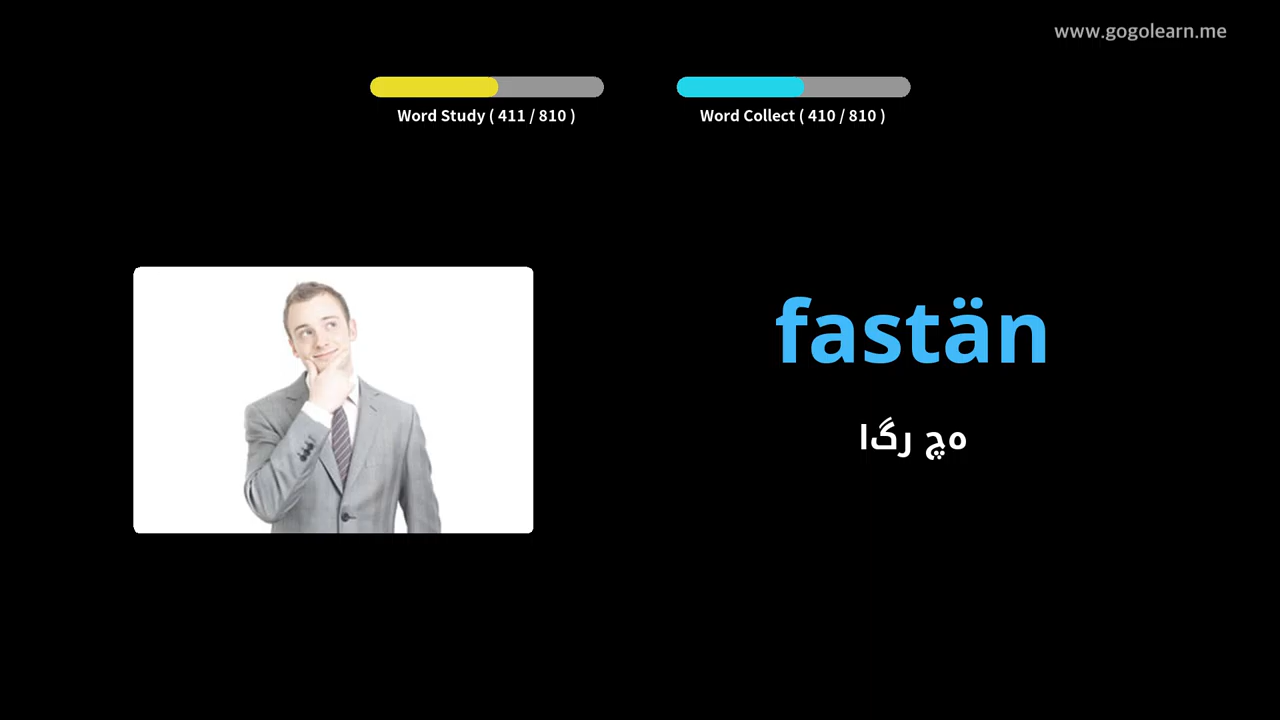 www.gogolearn.me
Word Study ( 411 / 810 )
Word Collect ( 410 / 810 )
fastän
اگر چه